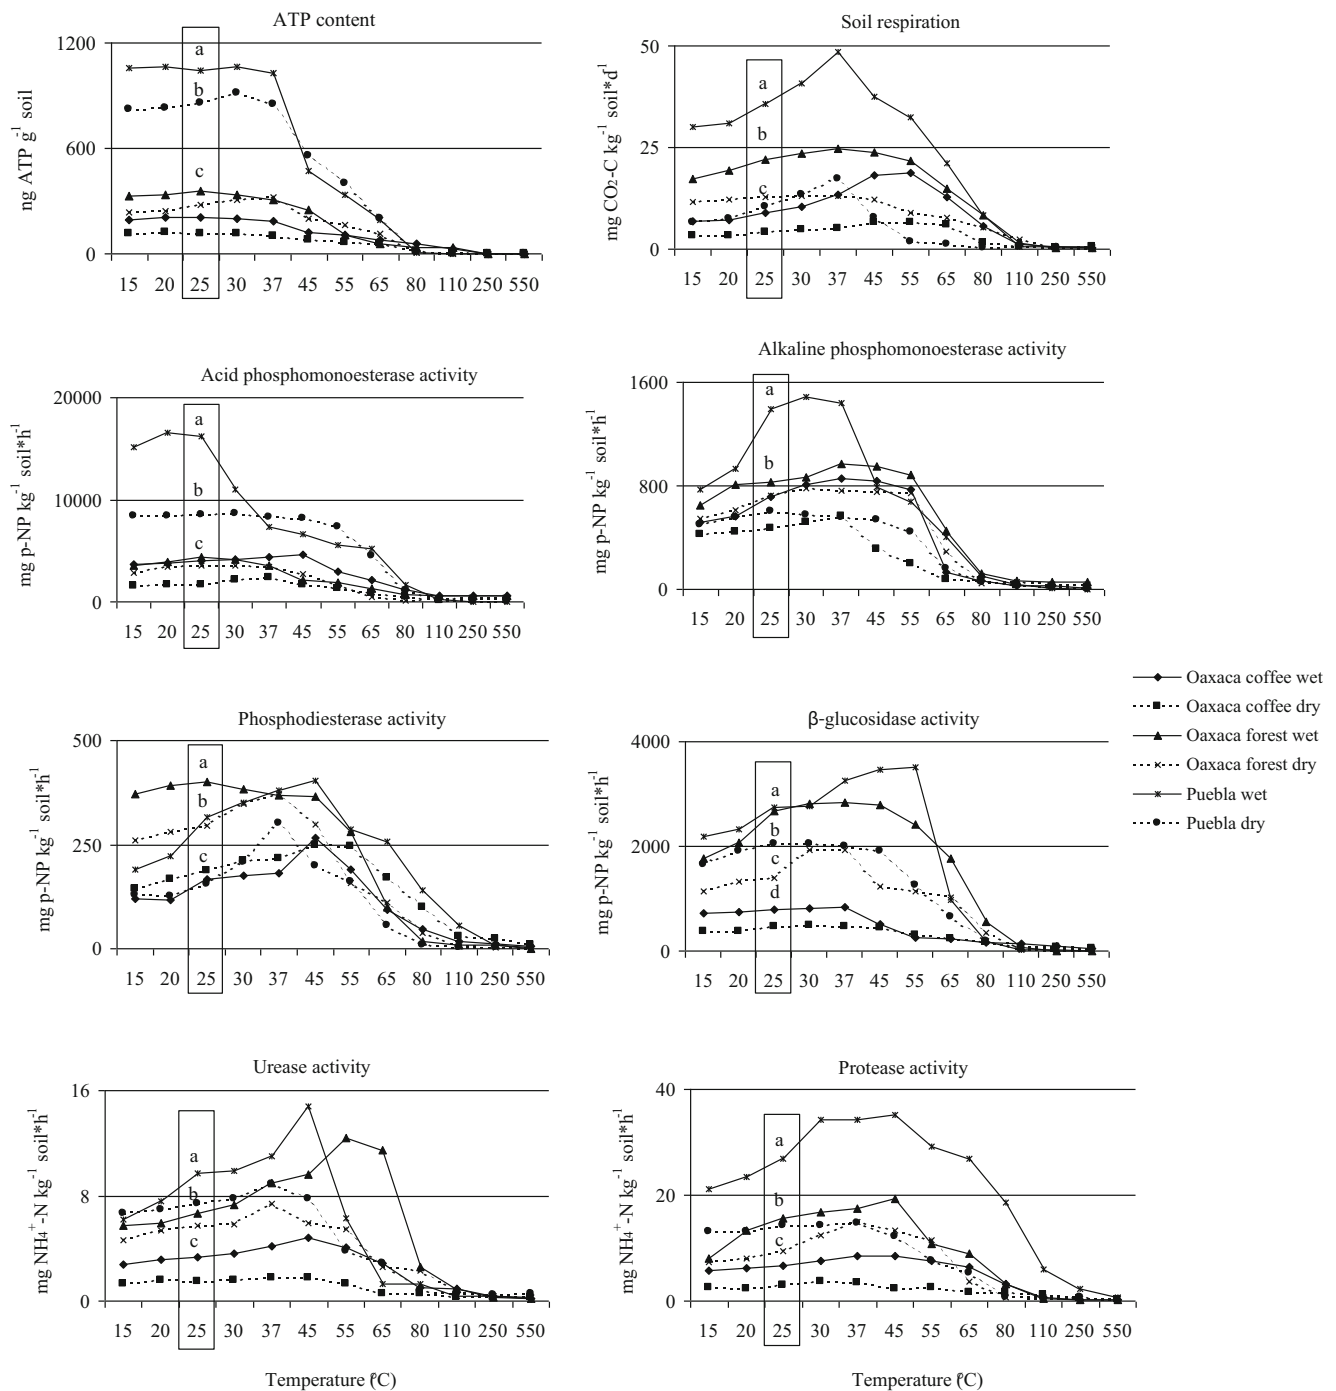 ATP content
1200
600
0
ng ATP g-1 soil
a
b
c
15 20 25 30 37 45 55 65 80 110 250 550
Soil respiration
50
25
0
mg CO2-C kg-1 soil*d-1
a
b
c
15 20 25 30 37 45 55 65 80 110 250 550
Acid phosphomonoesterase activity
20000
10000
0
mg p-NP kg-1 soil*h-1
a
b
c
15 20 25 30 37 45 55 65 80 110 250 550
Alkaline phosphomonoesterase activity
1600
800
0
mg p-NP kg-1 soil*h-1
a
b
15 20 25 30 37 45 55 65 80 110 250 550
Phosphodiesterase activity
500
250
0
mg p-NP kg-1 soil*h-1
a
b
c
15 20 25 30 37 45 55 65 80 110 250 550
β-glucosidase activity
4000
2000
0
mg p-NP kg-1 soil*h-1
a
b
c
d
15 20 25 30 37 45 55 65 80 110 250 550
Oaxaca coffee wet
Oaxaca coffee dry
Oaxaca forest wet
Oaxaca forest dry
Puebla wet
Puebla dry
Urease activity
16
8
0
mg NH4+-N kg-1 soil*h-1
a
b
c
15 20 25 30 37 45 55 65 80 110 250 550
Temperature (ºC)
Protease activity
40
20
0
mg NH4+-N kg-1 soil*h-1
a
b
c
15 20 25 30 37 45 55 65 80 110 250 550
Temperature (ºC)